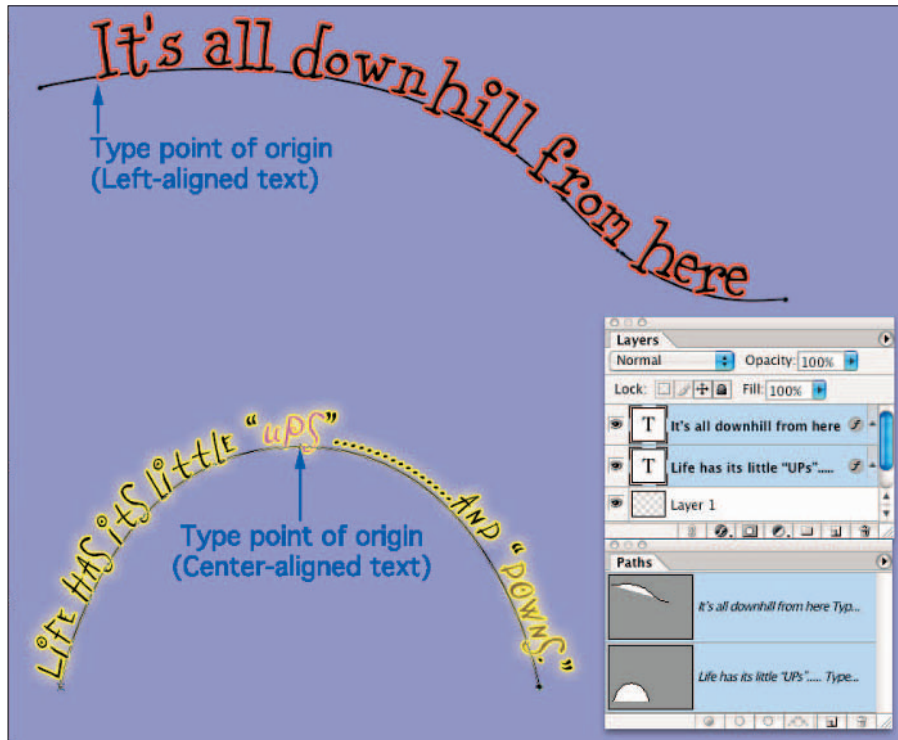 It's all downhill from here
Type point of origin
(Left-aligned text)
LiFE HAS iTS LiTTLE “uPS”....................AND “DOWNS.”
Type point of origin
(Center-aligned text)
Layers
Normal Opacity: 100%
Lock: Fill: 100%
T It's all downhill from here
T Life has its little “UPs”.....
Layer 1
Paths
It's all downhill from here Typ...
Life has its little “UPs”..... Type...